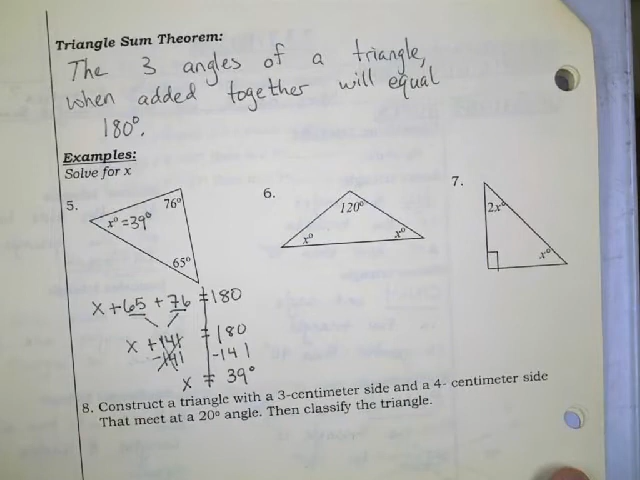 Triangle Sum Theorem:
The 3 angles of a triangle,
when added together will equal
180°.
Examples:
Solve for x
5.
76°
x° = 39°
65°
6.
120°
x°
x°
7.
2x°
x°
x + 65 + 76 = 180
x + 141 = 180
-141 -141
x = 39°
8. Construct a triangle with a 3-centimeter side and a 4- centimeter side
That meet at a 20° angle. Then classify the triangle.